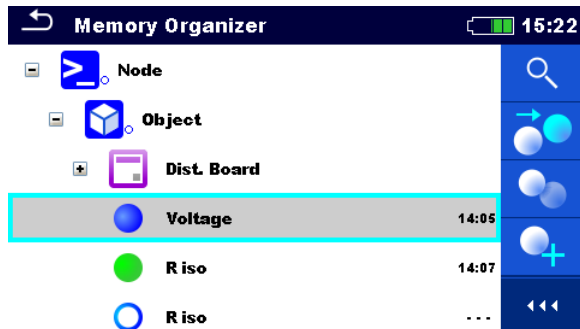 Memory Organizer 15:22
Node
Object
Dist. Board
Voltage 14:05
R iso 14:07
R iso ---